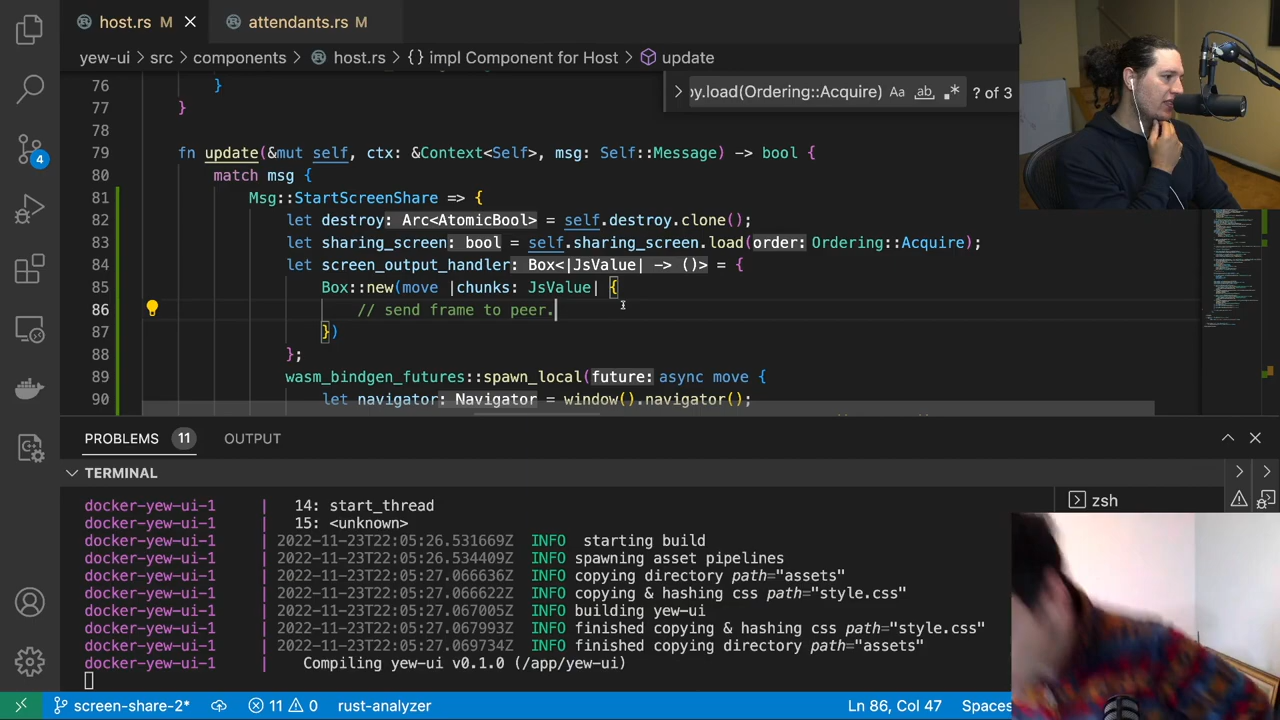 host.rs M
attendants.rs M
yew-ui › src › components › host.rs › {} impl Component for Host › update
py.load(Ordering::Acquire) Aa ab .* ? of 3
76 }
77 }
78
79 fn update(&mut self, ctx: &Context<Self>, msg: Self::Message) -> bool {
80 match msg {
81 Msg::StartScreenShare => {
82 let destroy: Arc<AtomicBool> = self.destroy.clone();
83 let sharing_screen: bool = self.sharing_screen.load(order: Ordering::Acquire);
84 let screen_output_handler: Box<|JsValue| -> ()> = {
85 Box::new(move |chunks: JsValue| {
86 // send frame to peer.
87 })
88 };
89 wasm_bindgen_futures::spawn_local(future: async move {
90 let navigator: Navigator = window().navigator();
4
PROBLEMS 11 OUTPUT
TERMINAL
zsh
docker-yew-ui-1 | 14: start_thread
docker-yew-ui-1 | 15: <unknown>
docker-yew-ui-1 | 2022-11-23T22:05:26.531669Z INFO starting build
docker-yew-ui-1 | 2022-11-23T22:05:26.534409Z INFO spawning asset pipelines
docker-yew-ui-1 | 2022-11-23T22:05:27.066636Z INFO copying directory path="assets"
docker-yew-ui-1 | 2022-11-23T22:05:27.066622Z INFO copying & hashing css path="style.css"
docker-yew-ui-1 | 2022-11-23T22:05:27.067005Z INFO building yew-ui
docker-yew-ui-1 | 2022-11-23T22:05:27.067993Z INFO finished copying & hashing css path="style.css"
docker-yew-ui-1 | 2022-11-23T22:05:27.069734Z INFO finished copying directory path="assets"
docker-yew-ui-1 | Compiling yew-ui v0.1.0 (/app/yew-ui)
screen-share-2* 11 0 rust-analyzer Ln 86, Col 47 Spaces